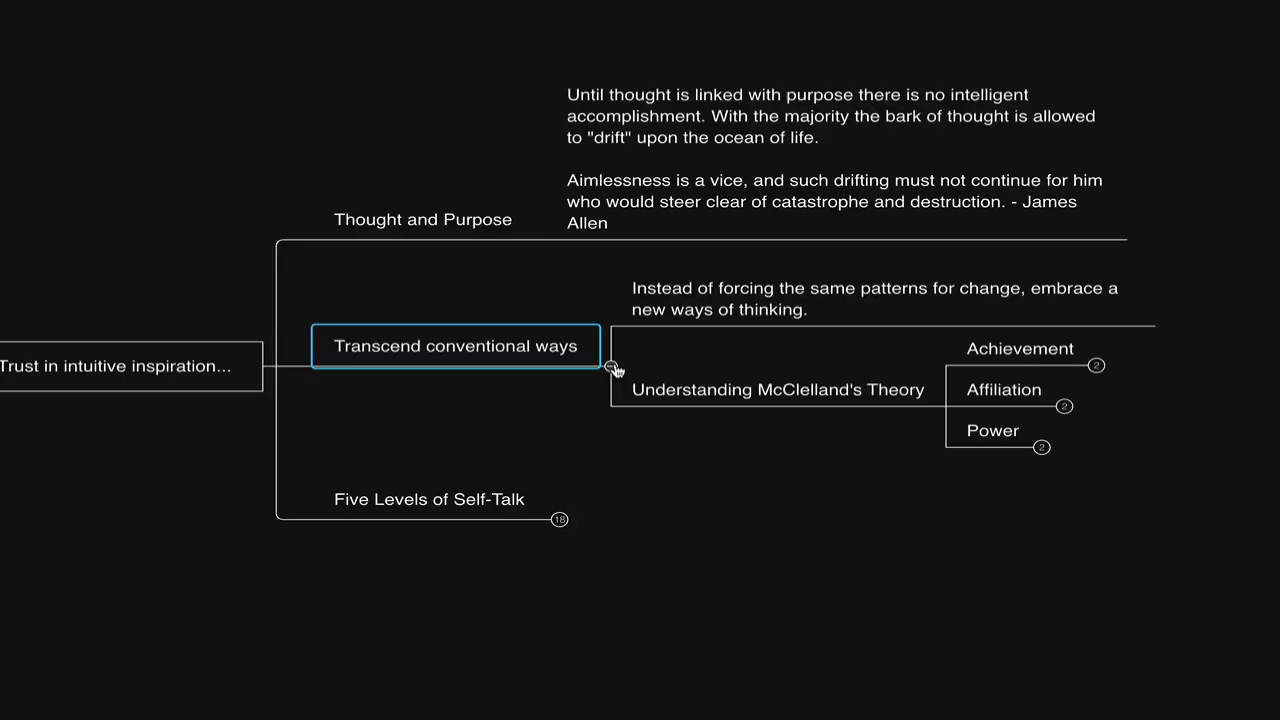 Until thought is linked with purpose there is no intelligent
accomplishment. With the majority the bark of thought is allowed
to "drift" upon the ocean of life.
Aimlessness is a vice, and such drifting must not continue for him
who would steer clear of catastrophe and destruction. - James
Allen
Thought and Purpose
Instead of forcing the same patterns for change, embrace a
new ways of thinking.
Transcend conventional ways
Trust in intuitive inspiration...
Understanding McClelland's Theory
Achievement
2
Affiliation
2
Power
2
Five Levels of Self-Talk
18